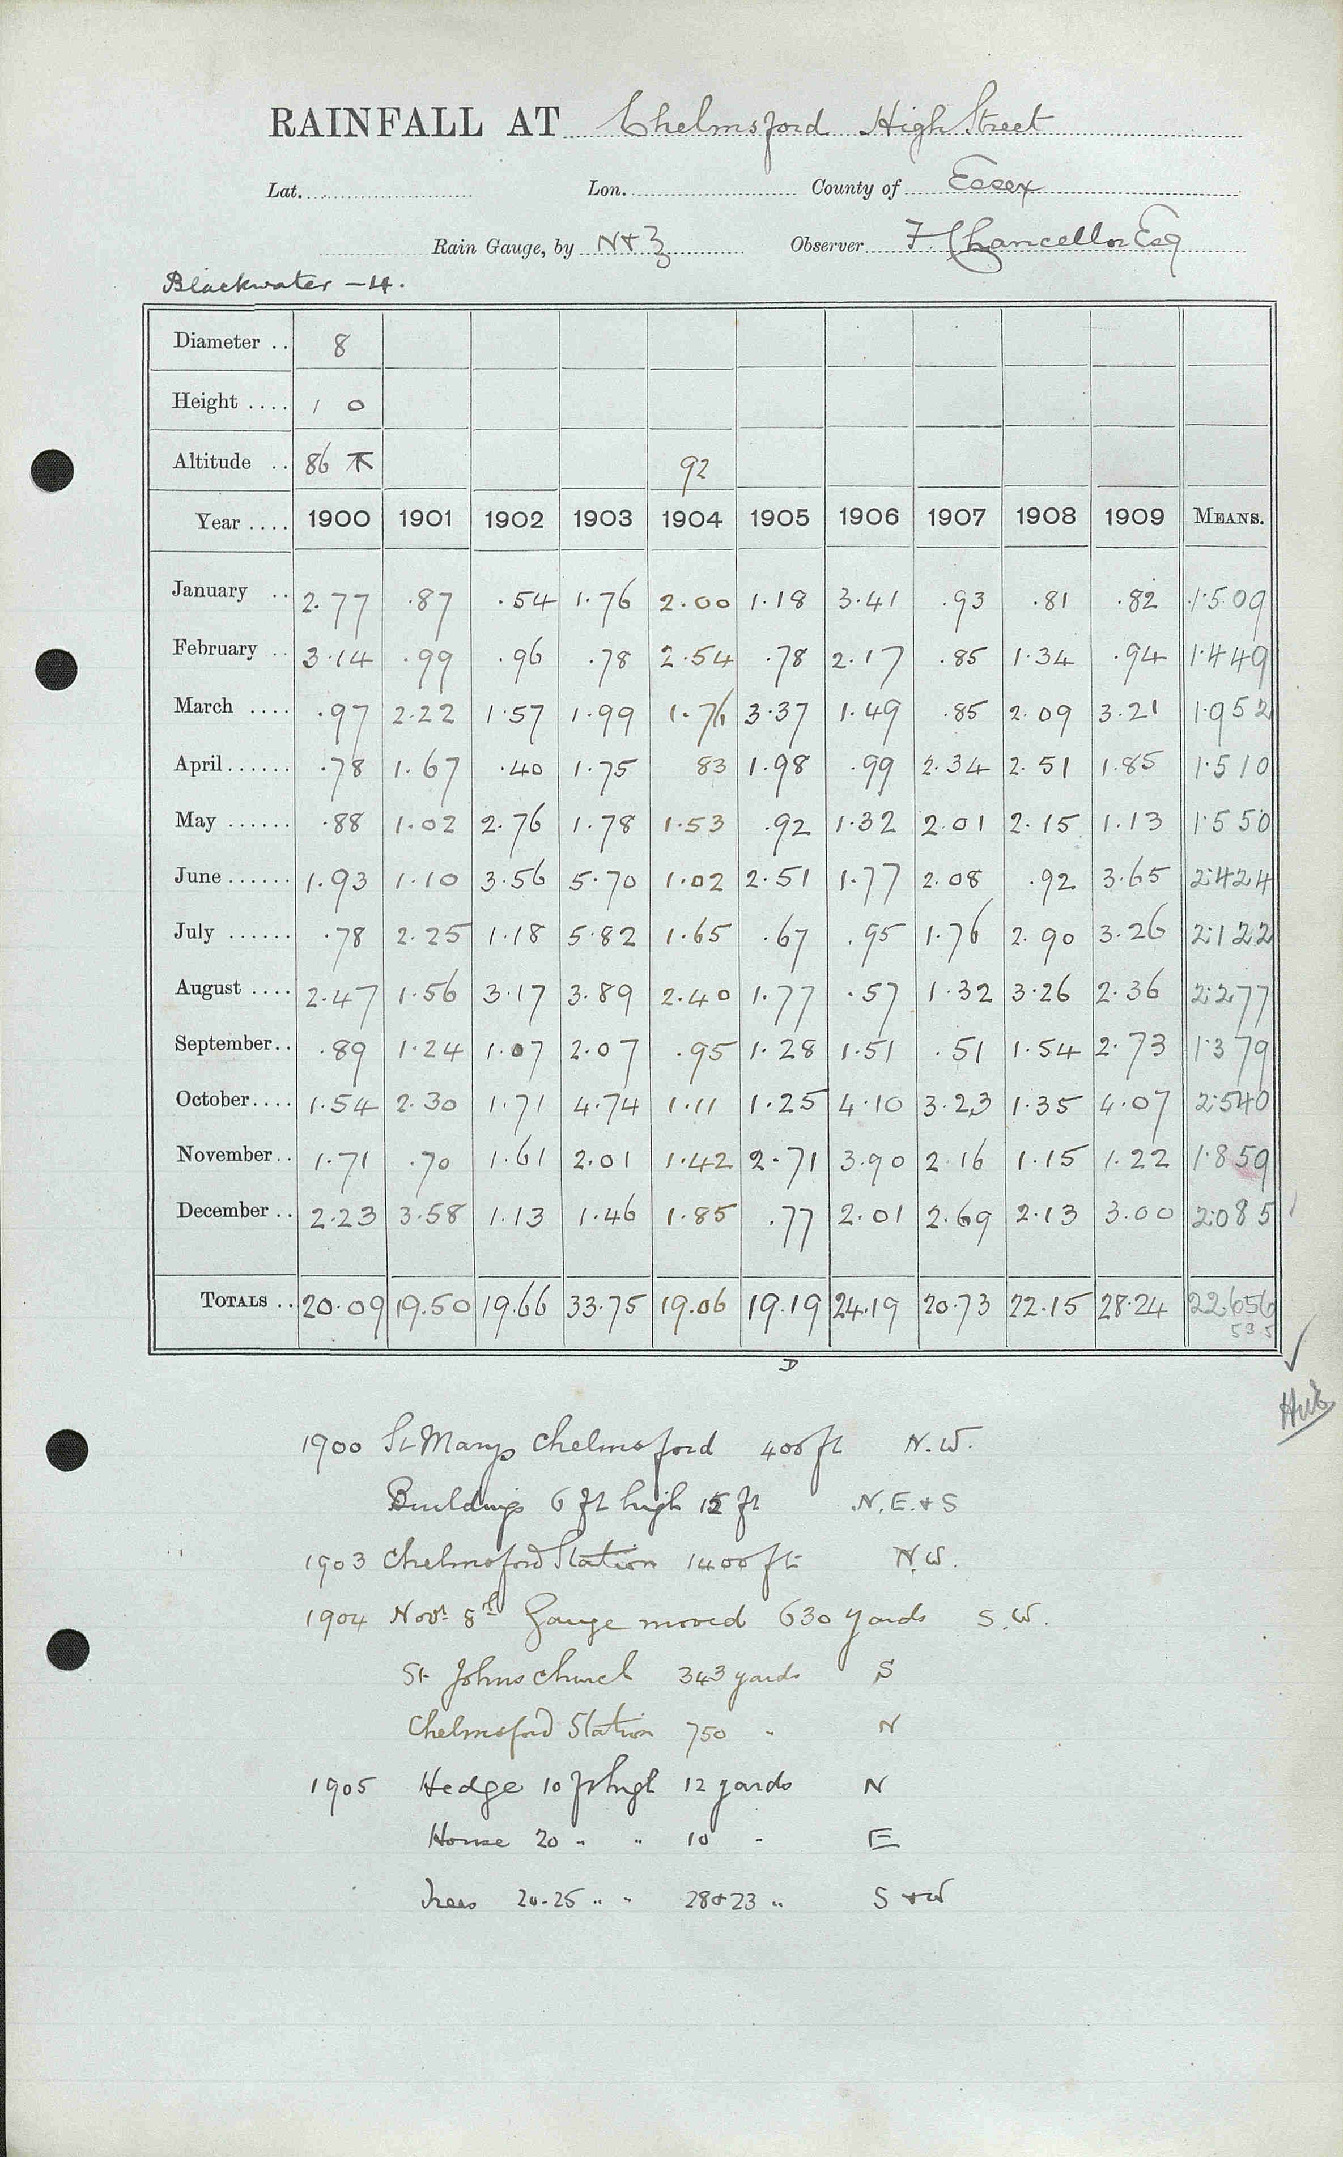 RAINFALL AT Chelmsford High Street
Lat. Lon. County of Essex
Rain Gauge, by N & Z Observer F. Chancellor Esq
Blackwater - 4.
Diameter .. 8
Height .... 1 0
Altitude .. 86 92
Year .... 1900 1901 1902 1903 1904 1905 1906 1907 1908 1909 MEANS.
January .. 2.77 .87 .54 1.76 2.00 1.18 3.41 .93 .81 .82 1.509
February .. 3.14 .99 .96 .78 2.54 .78 2.17 .85 1.34 .94 1.449
March .... .97 2.22 1.57 1.99 1.76 3.37 1.49 .85 2.09 3.21 1.952
April...... .78 1.67 .40 1.75 83 1.98 .99 2.34 2.51 1.85 1.510
May ...... .88 1.02 2.76 1.78 1.53 .92 1.32 2.01 2.15 1.13 1.550
June ...... 1.93 1.10 3.56 5.70 1.02 2.51 1.77 2.08 .92 3.65 2.424
July ...... .78 2.25 1.18 5.82 1.65 .67 .95 1.76 2.90 3.26 2.122
August .... 2.47 1.56 3.17 3.89 2.40 1.77 .57 1.32 3.26 2.36 2.277
September.. .89 1.24 1.07 2.07 .95 1.28 1.51 .51 1.54 2.73 1.379
October.... 1.54 2.30 1.71 4.74 1.11 1.25 4.10 3.23 1.35 4.07 2.540
November.. 1.71 .70 1.61 2.01 1.42 2.71 3.90 2.16 1.15 1.22 1.859
December .. 2.23 3.58 1.13 1.46 1.85 .77 2.01 2.69 2.13 3.00 2.085
TOTALS .. 20.09 19.50 19.66 33.75 19.06 19.19 24.19 20.73 22.15 28.24 22.656
535
D
1900 St Marys Chelmsford 400 ft N.W.
Buildings 6 ft high 15 ft N.E. & S
1903 Chelmsford Station 1400 ft N.W.
1904 Novr 8th Gauge moved 630 yards S.W.
St Johns Church 343 yards S
Chelmsford Station 750 " N
1905 Hedge 10 ft high 12 yards N
House 20 " " 10 " E
Trees 20-25 " " 28 & 23 " S & W